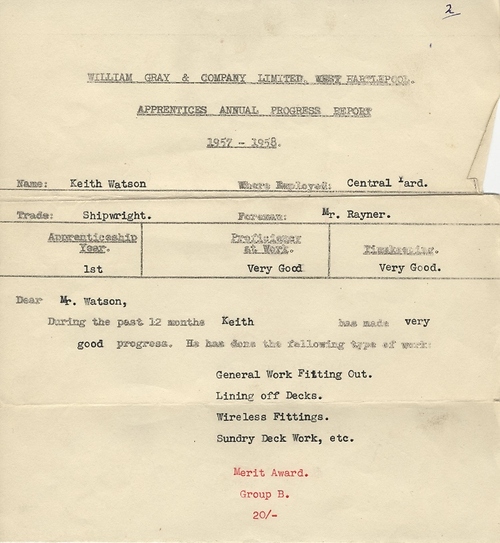 2
WILLIAM GRAY & COMPANY LIMITED, WEST HARTLEPOOL.
APPRENTICES ANNUAL PROGRESS REPORT
1957 - 1958.
Name: Keith Watson Where Employed: Central Yard.
Trade: Shipwright. Foreman: Mr. Rayner.
Apprenticeship Year. Proficiency at Work. Timekeeping.
1st Very Good Very Good.
Dear Mr. Watson,
During the past 12 months Keith has made very
good progress. He has done the following type of work:
General Work Fitting Out.
Lining off Decks.
Wireless Fittings.
Sundry Deck Work, etc.
Merit Award.
Group B.
20/-